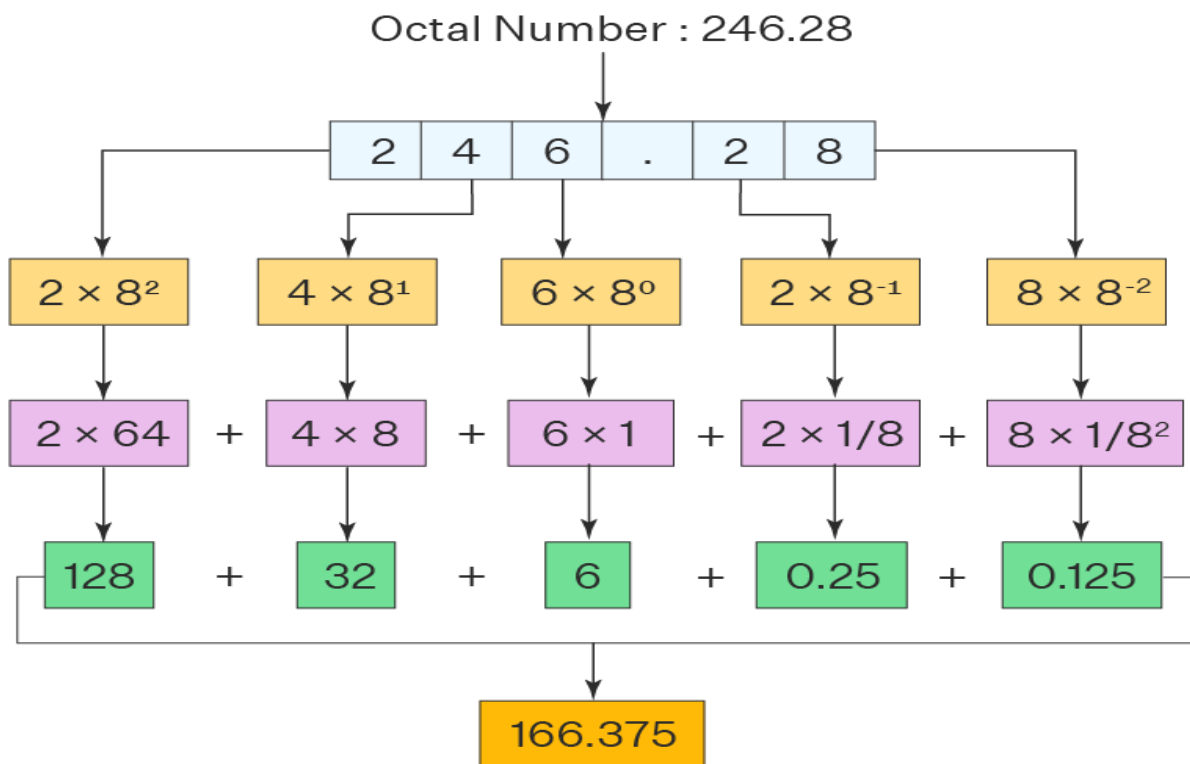 Octal Number : 246.28
2 4 6 . 2 8
2 × 8² 4 × 8¹ 6 × 8⁰ 2 × 8⁻¹ 8 × 8⁻²
2 × 64 + 4 × 8 + 6 × 1 + 2 × 1/8 + 8 × 1/8²
128 + 32 + 6 + 0.25 + 0.125
166.375